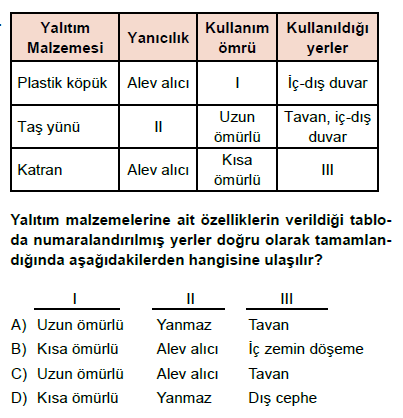 Yalıtım Malzemesi | Yanıcılık | Kullanım ömrü | Kullanıldığı yerler
Plastik köpük | Alev alıcı | I | İç-dış duvar
Taş yünü | II | Uzun ömürlü | Tavan, iç-dış duvar
Katran | Alev alıcı | Kısa ömürlü | III
Yalıtım malzemelerine ait özelliklerin verildiği tablo-
da numaralandırılmış yerler doğru olarak tamamlan-
dığında aşağıdakilerden hangisine ulaşılır?
I II III
A) Uzun ömürlü Yanmaz Tavan
B) Kısa ömürlü Alev alıcı İç zemin döşeme
C) Uzun ömürlü Alev alıcı Tavan
D) Kısa ömürlü Yanmaz Dış cephe